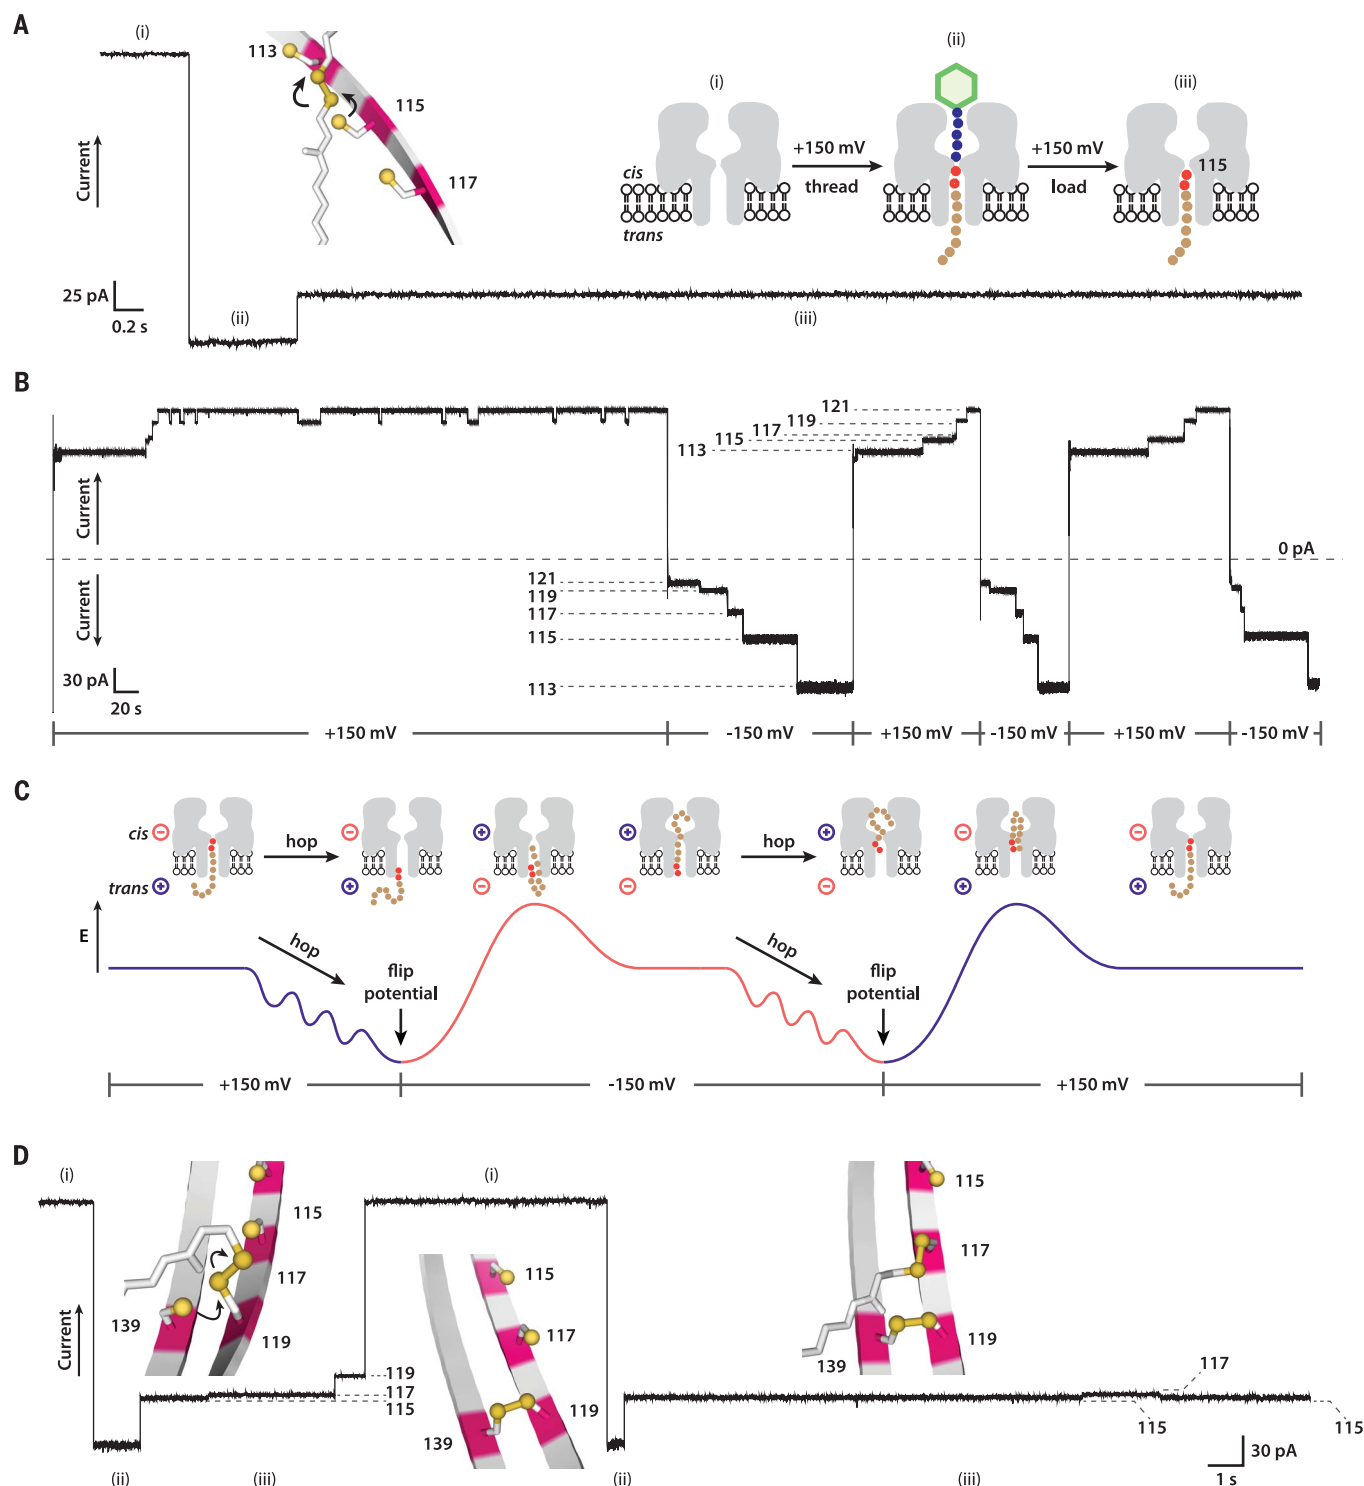 A
(i)
113
115
117
Current
25 pA
0.2 s
(ii)
(iii)
(i)
(ii)
(iii)
+150 mV
thread
+150 mV
load
115
cis
trans
B
Current
Current
113
115
117
119
121
0 pA
121
119
117
115
113
30 pA
20 s
+150 mV
-150 mV
+150 mV
-150 mV
+150 mV
-150 mV
C
cis
trans
hop
hop
E
hop
flip
potential
hop
flip
potential
+150 mV
-150 mV
+150 mV
D
(i)
115
117
139
119
Current
(ii)
(iii)
119
117
115
(i)
115
117
119
139
(ii)
115
117
119
139
(iii)
117
115
115
30 pA
1 s